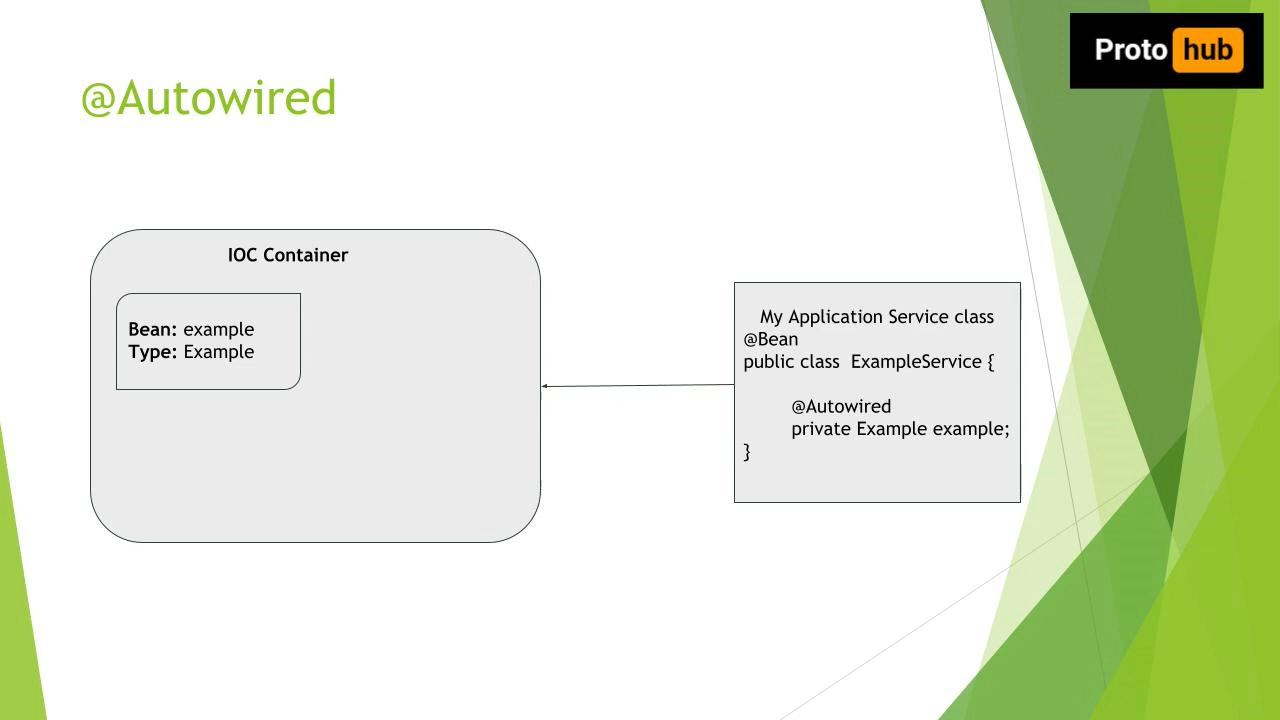 Proto hub
@Autowired
IOC Container
Bean: example
Type: Example
My Application Service class
@Bean
public class  ExampleService {
@Autowired
private Example example;
}